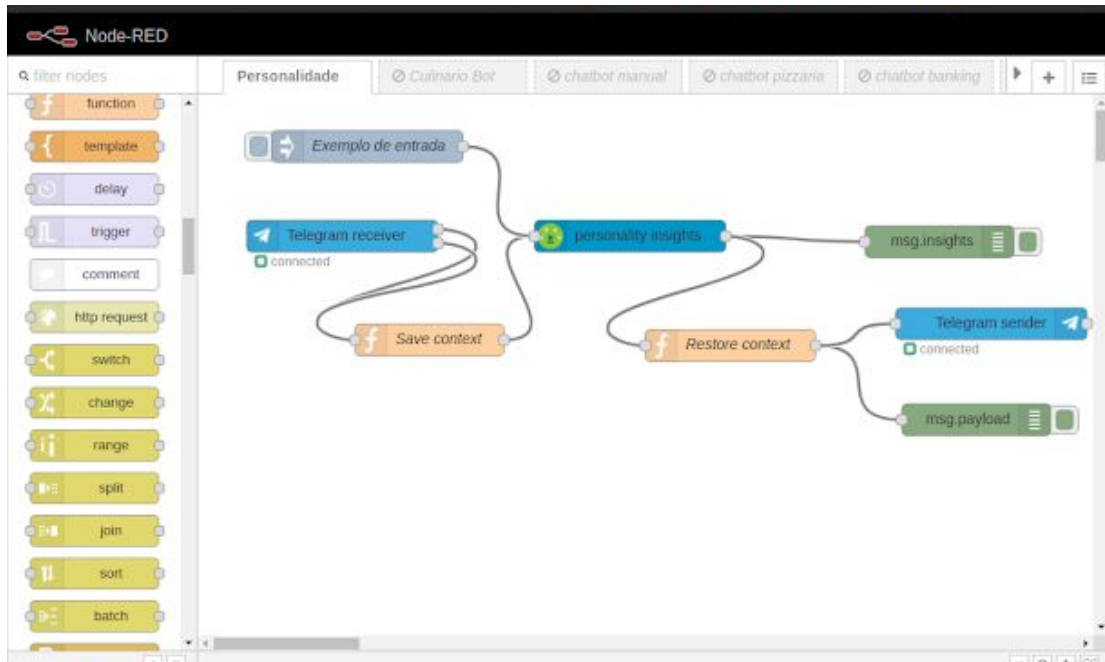 Node-RED
filter nodes
Personalidade
Culinario Bot
chatbot manual
chatbot pizzaria
chatbot banking
function
template
delay
trigger
comment
http request
switch
change
range
split
join
sort
batch
Exemplo de entrada
Telegram receiver
connected
personality insights
msg.insights
Save context
Restore context
Telegram sender
connected
msg.payload